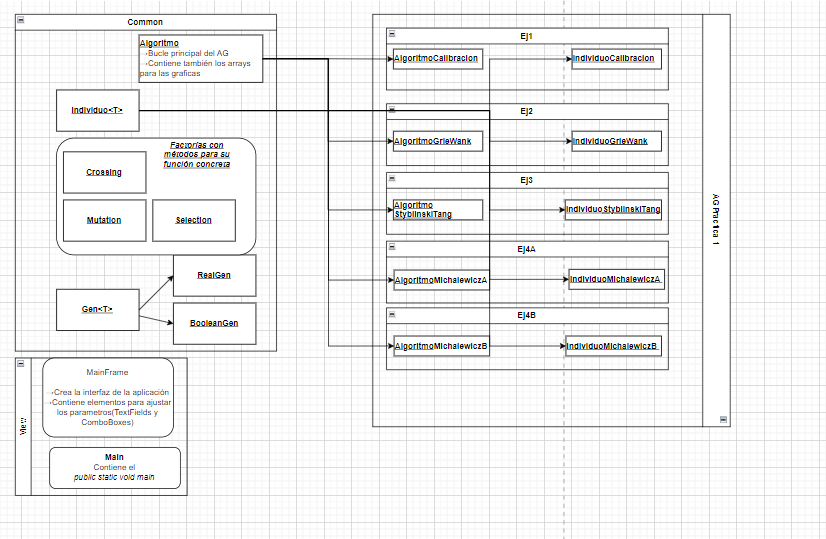 Common
Algoritmo
→Bucle principal del AG
→Contiene también los arrays
para las graficas
Individuo<T>
Factorías con
métodos para su
función concreta
Crossing
Mutation
Selection
RealGen
Gen<T>
BooleanGen
View
MainFrame
→Crea la interfaz de la aplicación
→Contiene elementos para ajustar
los parametros(TextFields y
ComboBoxes)
Main
Contiene el
public static void main
AG Practica 1
Ej1
AlgoritmoCalibracion
IndividuoCalibracion
Ej2
AlgoritmoGrieWank
IndividuoGrieWank
Ej3
Algoritmo
StyblinskiTang
IndividuoStyblinskiTang
Ej4A
AlgoritmoMichalewiczA
IndividuoMichalewiczA
Ej4B
AlgoritmoMichalewiczB
IndividuoMichalewiczB